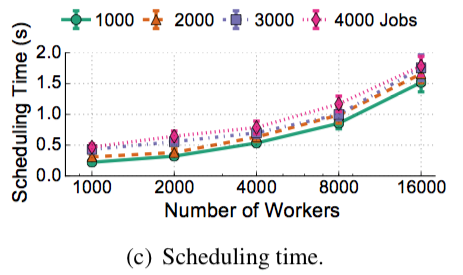 1000 2000 3000 4000 Jobs
Scheduling Time (s)
2.0
1.5
1.0
0.5
0.0
1000 2000 4000 8000 16000
Number of Workers
(c) Scheduling time.